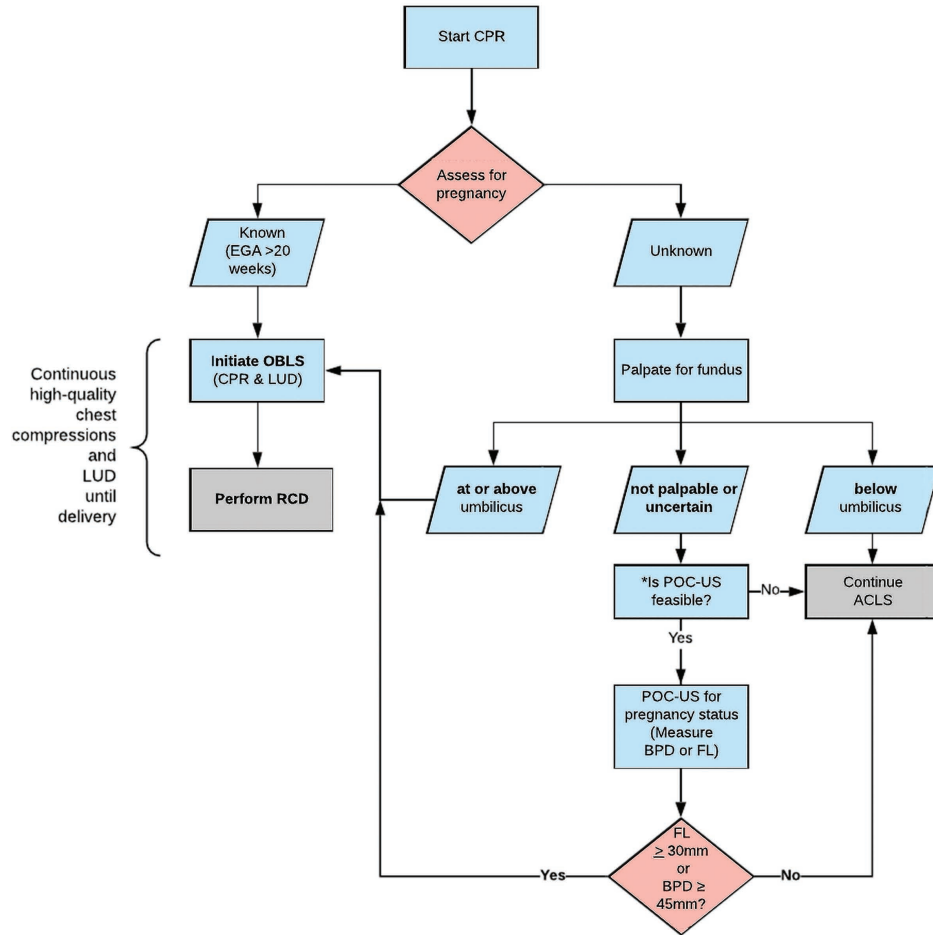 Start CPR
Assess for
pregnancy
Known
(EGA >20
weeks)
Unknown
Initiate OBLS
(CPR & LUD)
Palpate for fundus
Continuous
high-quality
chest
compressions
and
LUD
until
delivery
Perform RCD
at or above
umbilicus
not palpable or
uncertain
below
umbilicus
*Is POC-US
feasible?
No
Continue
ACLS
Yes
POC-US for
pregnancy status
(Measure
BPD or FL)
FL
≥ 30mm
or
BPD ≥
45mm?
Yes
No